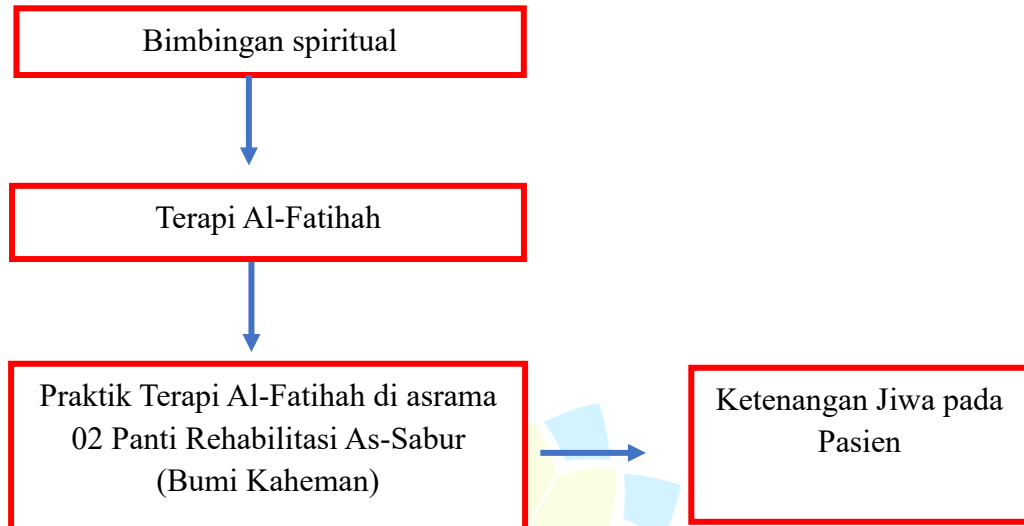 Bimbingan spiritual
Terapi Al-Fatihah
Praktik Terapi Al-Fatihah di asrama
02 Panti Rehabilitasi As-Sabur
(Bumi Kaheman)
Ketenangan Jiwa pada
Pasien